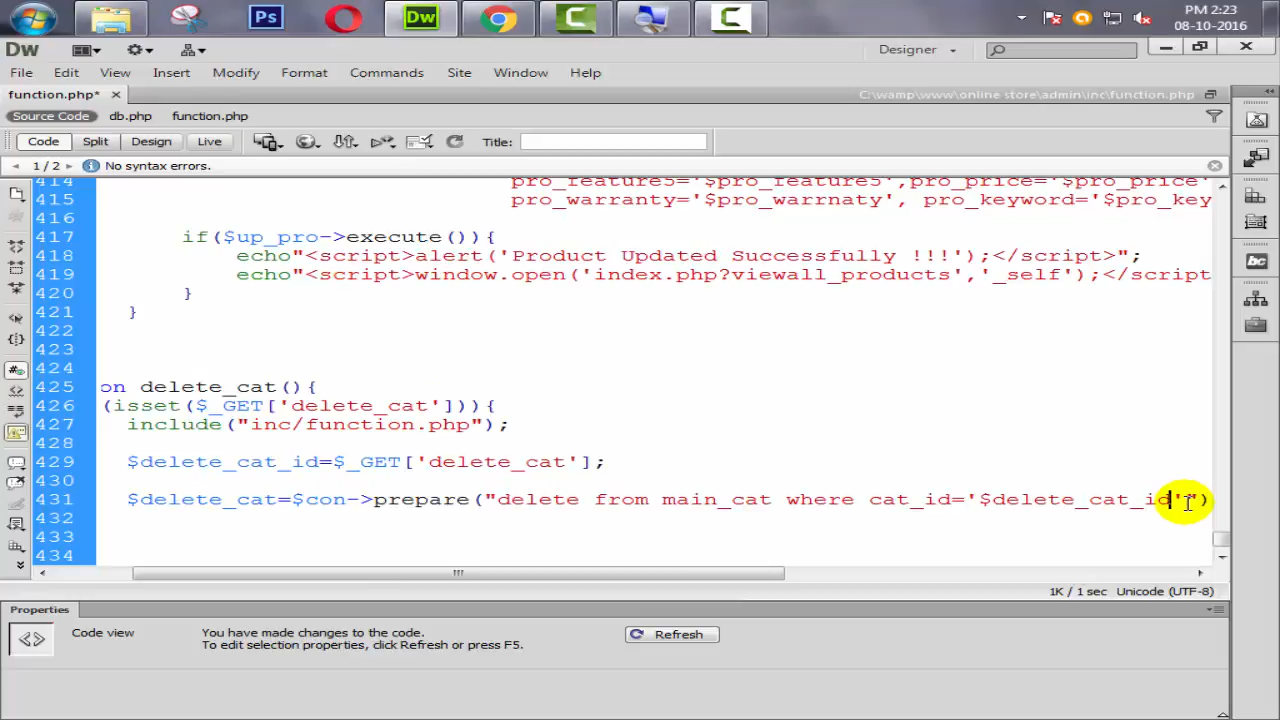 Ps
Dw
PM 2:23
08-10-2016
Dw
Designer
File Edit View Insert Modify Format Commands Site Window Help
function.php*
C:\wamp\www\online store\admin\inc\function.php
Source Code db.php function.php
Code Split Design Live Title:
1/2 No syntax errors.
414 pro_feature5='$pro_feature5',pro_price='$pro_price'
415 pro_warranty='$pro_warrnaty', pro_keyword='$pro_key
416
417 if($up_pro->execute()){
418 echo"<script>alert('Product Updated Successfully !!!');</script>";
419 echo"<script>window.open('index.php?viewall_products','_self');</script
420 }
421 }
422
423
424
425 on delete_cat(){
426 (isset($_GET['delete_cat'])){
427 include("inc/function.php");
428
429 $delete_cat_id=$_GET['delete_cat'];
430
431 $delete_cat=$con->prepare("delete from main_cat where cat_id='$delete_cat_id'")
432
433
434
1K / 1 sec Unicode (UTF-8)
Properties
Code view
You have made changes to the code.
To edit selection properties, click Refresh or press F5.
Refresh